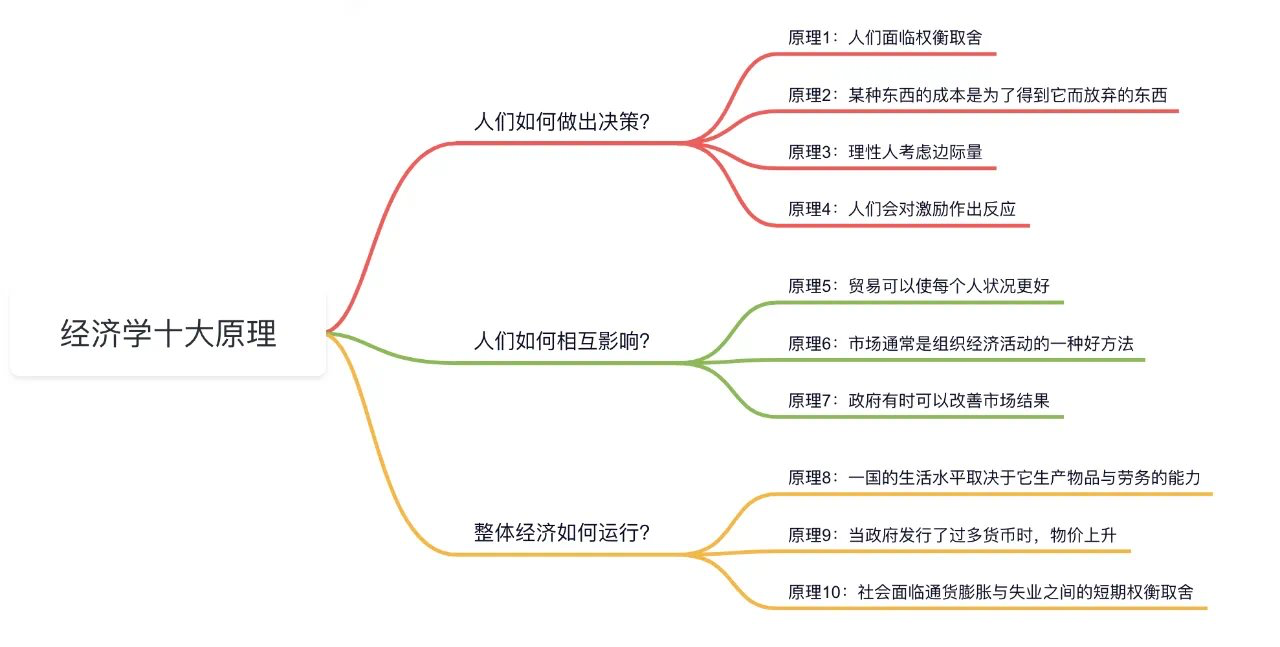 经济学十大原理
人们如何做出决策?
原理1：人们面临权衡取舍
原理2：某种东西的成本是为了得到它而放弃的东西
原理3：理性人考虑边际量
原理4：人们会对激励作出反应
人们如何相互影响?
原理5：贸易可以使每个人状况更好
原理6：市场通常是组织经济活动的一种好方法
原理7：政府有时可以改善市场结果
整体经济如何运行?
原理8：一国的生活水平取决于它生产物品与劳务的能力
原理9：当政府发行了过多货币时，物价上升
原理10：社会面临通货膨胀与失业之间的短期权衡取舍